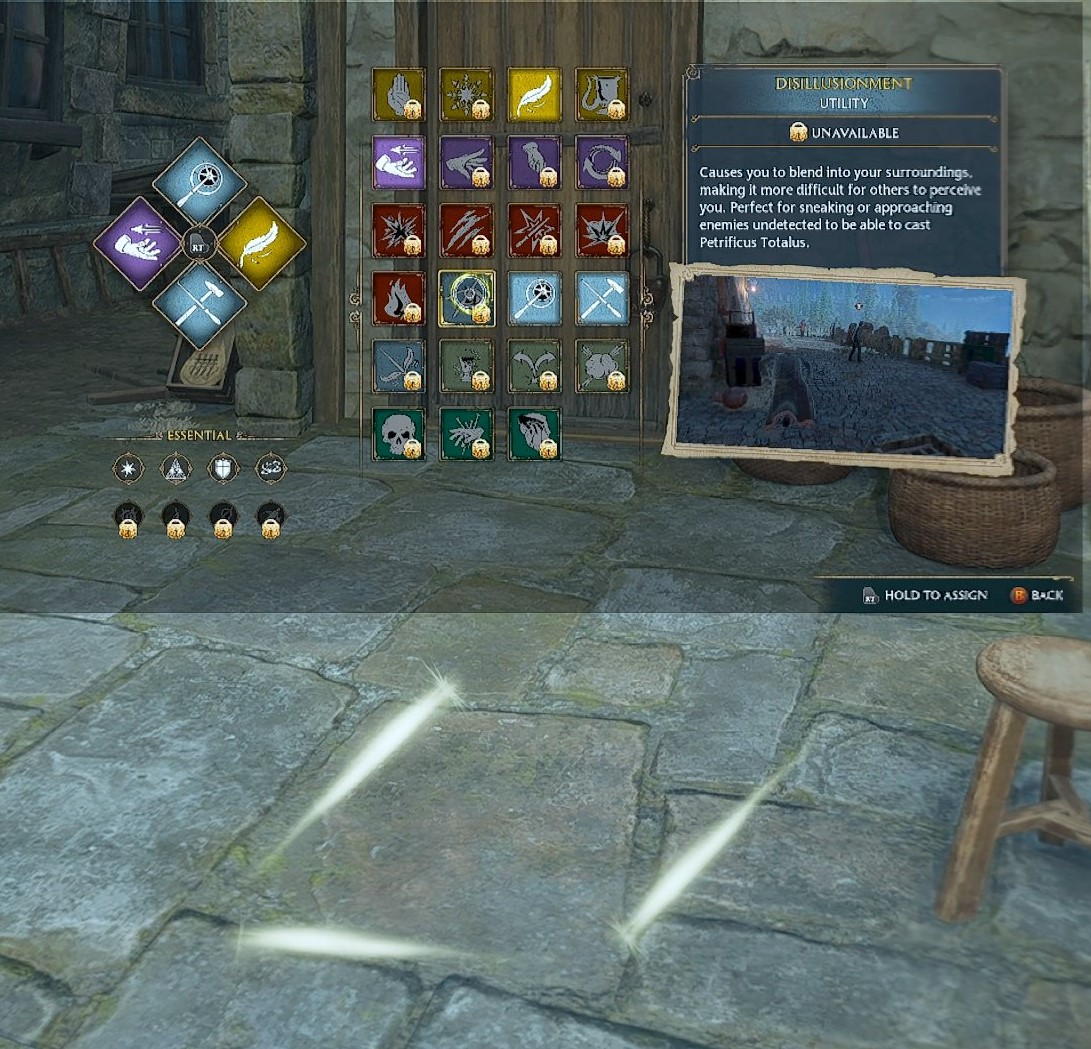 DISILLUSIONMENT
UTILITY
UNAVAILABLE
Causes you to blend into your surroundings,
making it more difficult for others to perceive
you. Perfect for sneaking or approaching
enemies undetected to be able to cast
Petrificus Totalus.
RT
ESSENTIAL
RT HOLD TO ASSIGN B BACK